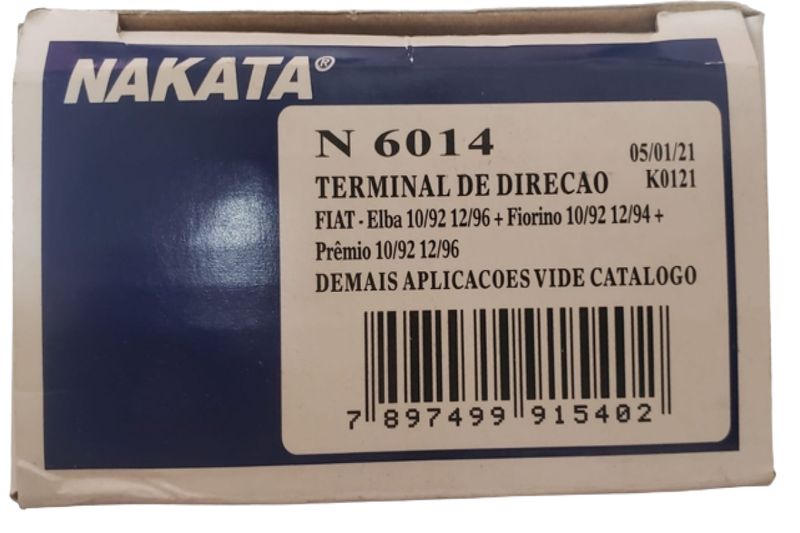 NAKATA®
N 6014
05/01/21
TERMINAL DE DIRECAO K0121
FIAT - Elba 10/92 12/96 + Fiorino 10/92 12/94 +
Prêmio 10/92 12/96
DEMAIS APLICACOES VIDE CATALOGO
7 897499 915402